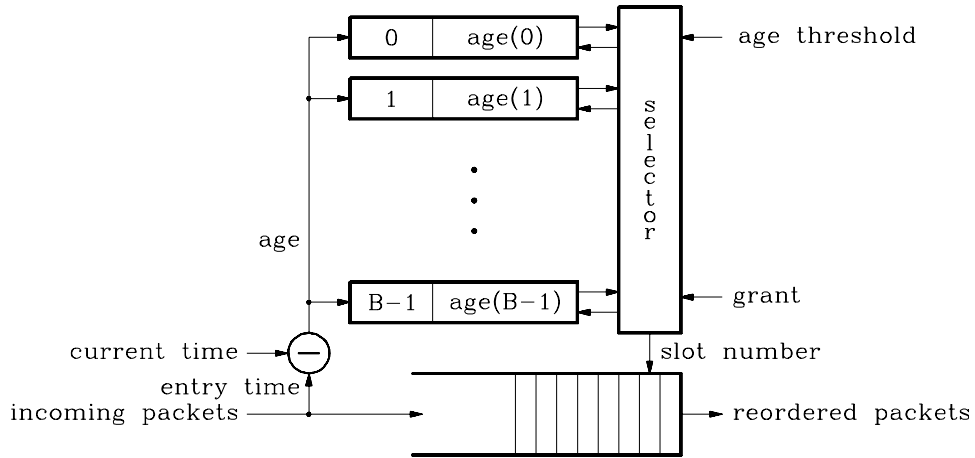 0 age(0)
age threshold
1 age(1)
selector
age
B-1 age(B-1)
grant
current time
−
slot number
entry time
incoming packets
reordered packets